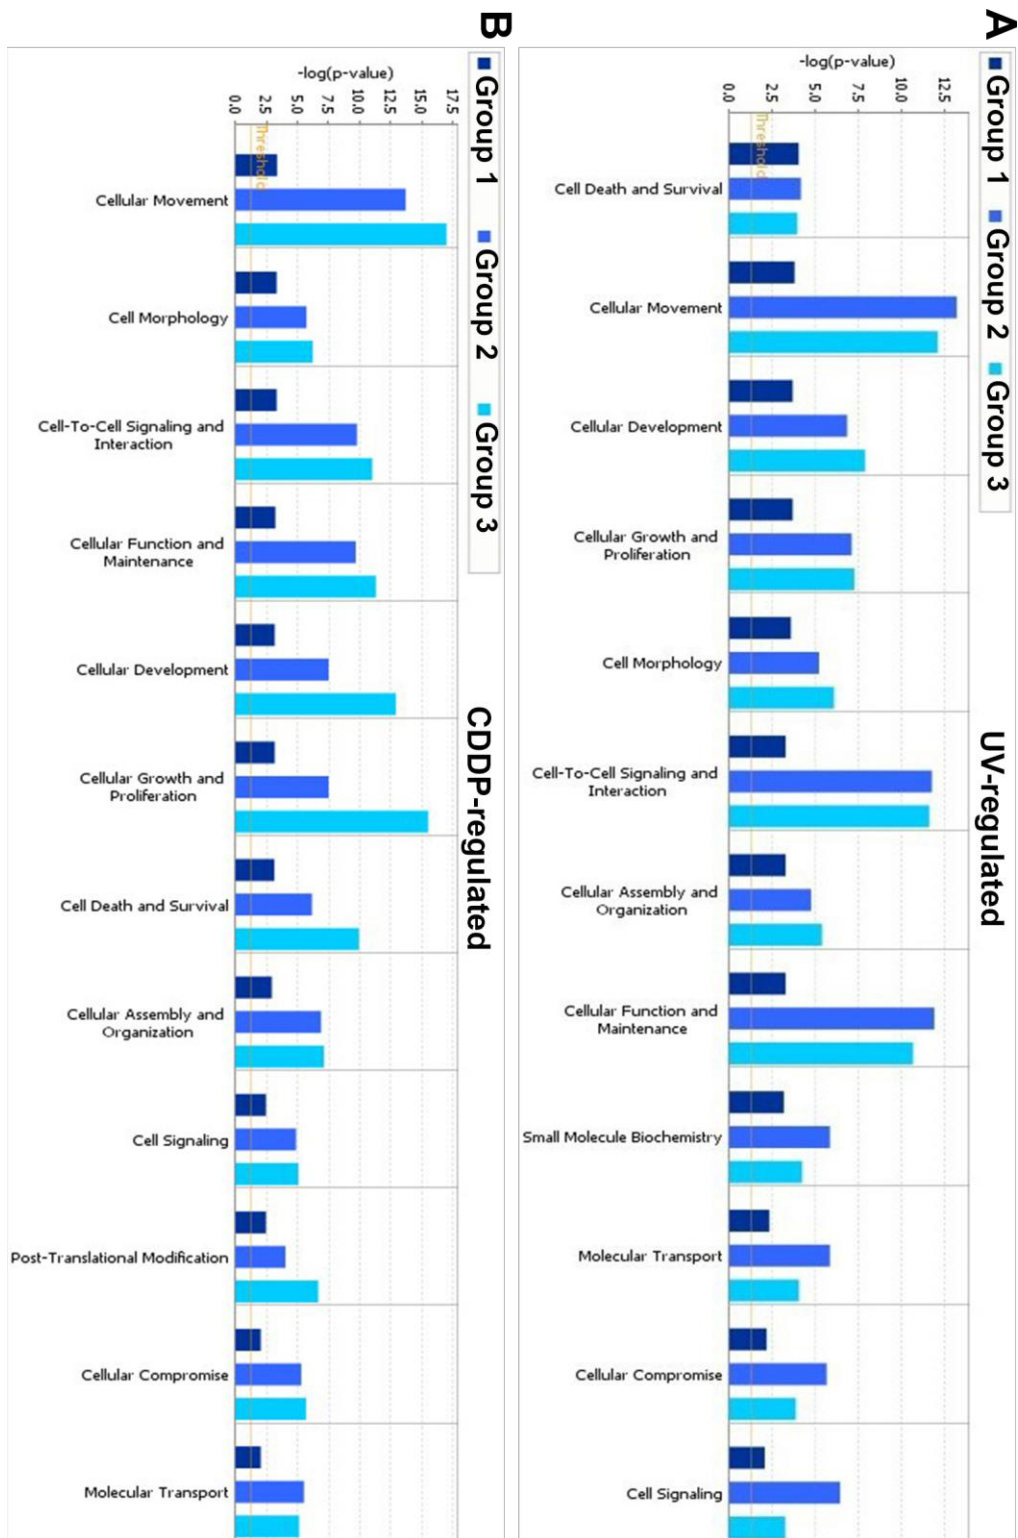 A
Group 1 Group 2 Group 3
UV-regulated
-log(p-value)
0.0 2.5 5.0 7.5 10.0 12.5
Threshold
Cell Death and Survival
Cellular Movement
Cellular Development
Cellular Growth and
Proliferation
Cell Morphology
Cell-To-Cell Signaling and
Interaction
Cellular Assembly and
Organization
Cellular Function and
Maintenance
Small Molecule Biochemistry
Molecular Transport
Cellular Compromise
Cell Signaling
B
Group 1 Group 2 Group 3
CDDP-regulated
-log(p-value)
0.0 2.5 5.0 7.5 10.0 12.5 15.0 17.5
Threshold
Cellular Movement
Cell Morphology
Cell-To-Cell Signaling and
Interaction
Cellular Function and
Maintenance
Cellular Development
Cellular Growth and
Proliferation
Cell Death and Survival
Cellular Assembly and
Organization
Cell Signaling
Post-Translational Modification
Cellular Compromise
Molecular Transport